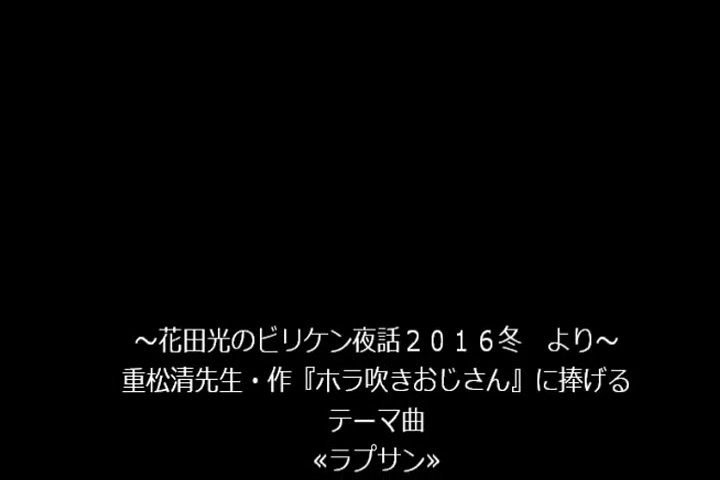 ～花田光のビリケン夜話２０１６冬　より～
重松清先生・作『ホラ吹きおじさん』に捧げる
テーマ曲
«ラプサン»